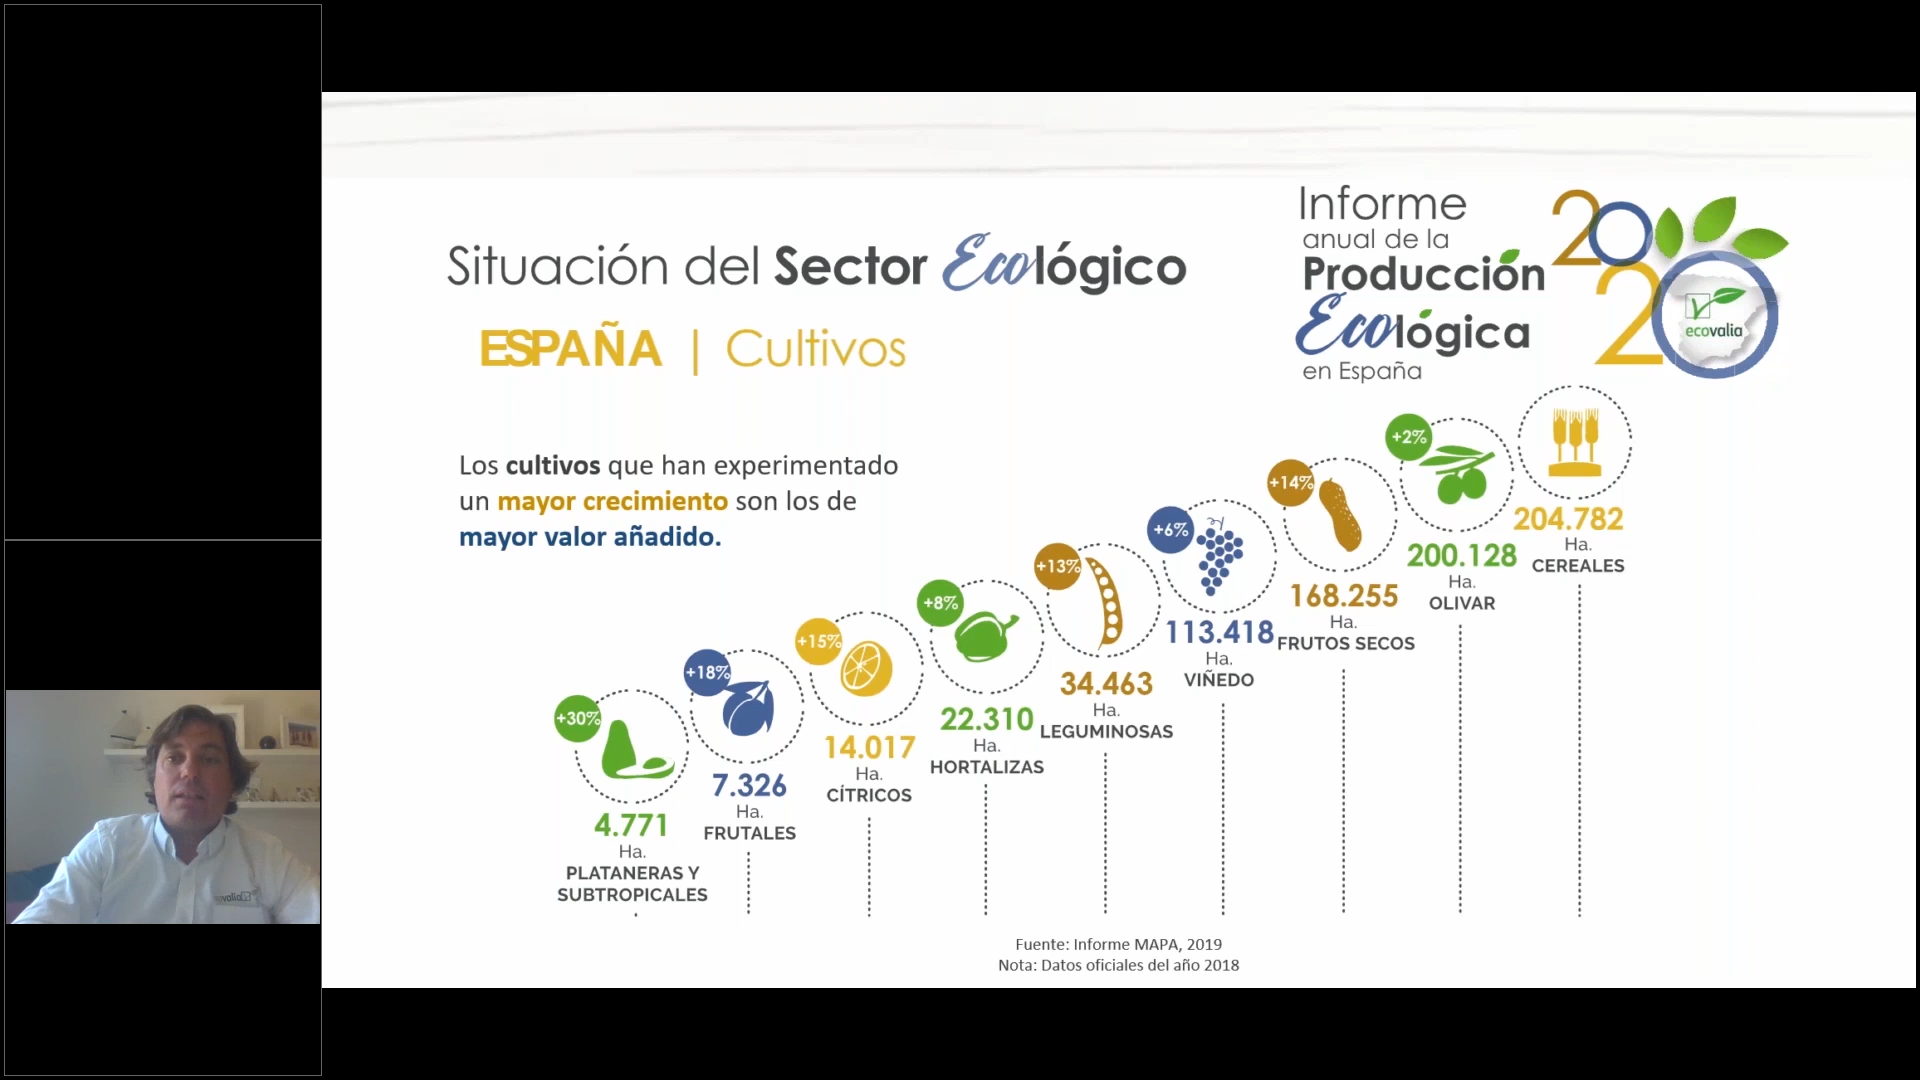 Situación del Sector Ecológico
ESPAÑA | Cultivos
Informe
anual de la
Producción
Ecológica
en España
2020
ecovalia
Los cultivos que han experimentado
un mayor crecimiento son los de
mayor valor añadido.
+30%
4.771
Ha.
PLATANERAS Y
SUBTROPICALES
+18%
7.326
Ha.
FRUTALES
+15%
14.017
Ha.
CÍTRICOS
+8%
22.310
Ha.
HORTALIZAS
+13%
34.463
Ha.
LEGUMINOSAS
+6%
113.418
Ha.
VIÑEDO
+14%
168.255
Ha.
FRUTOS SECOS
+2%
200.128
Ha.
OLIVAR
204.782
Ha.
CEREALES
Fuente: Informe MAPA, 2019
Nota: Datos oficiales del año 2018